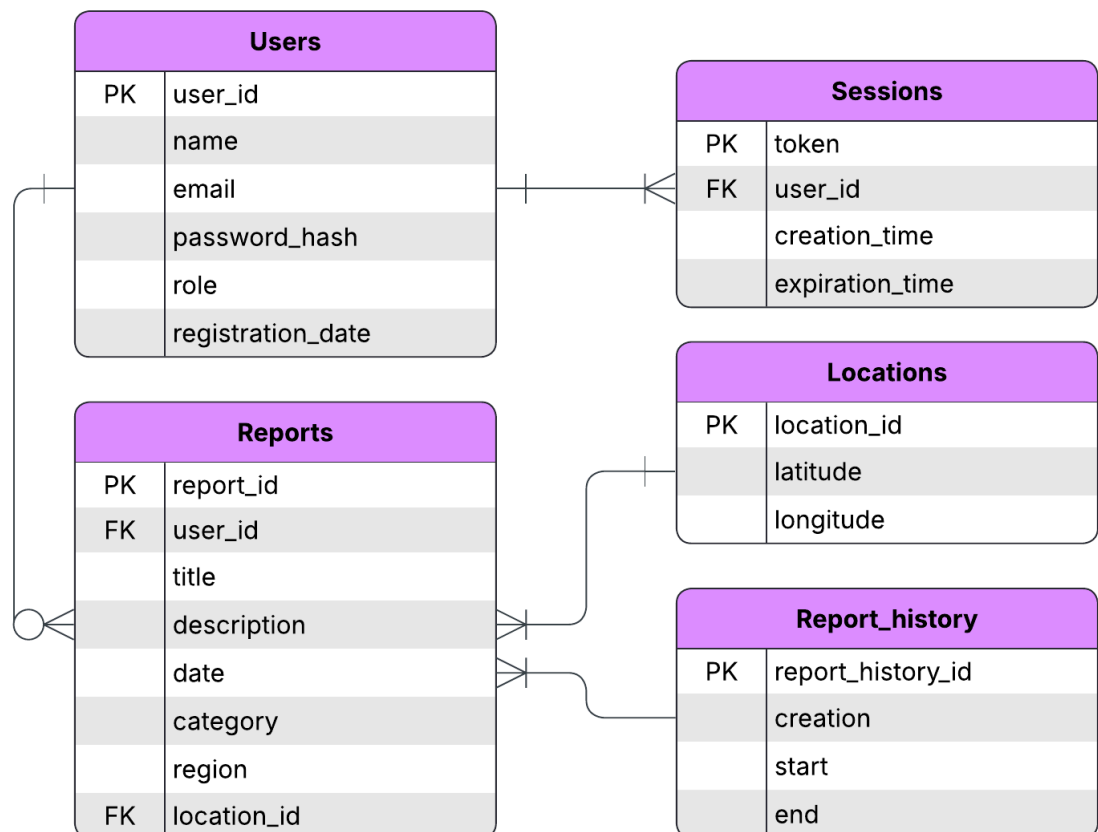 Users
PK user_id
name
email
password_hash
role
registration_date
Sessions
PK token
FK user_id
creation_time
expiration_time
Locations
PK location_id
latitude
longitude
Reports
PK report_id
FK user_id
title
description
date
category
region
FK location_id
Report_history
PK report_history_id
creation
start
end